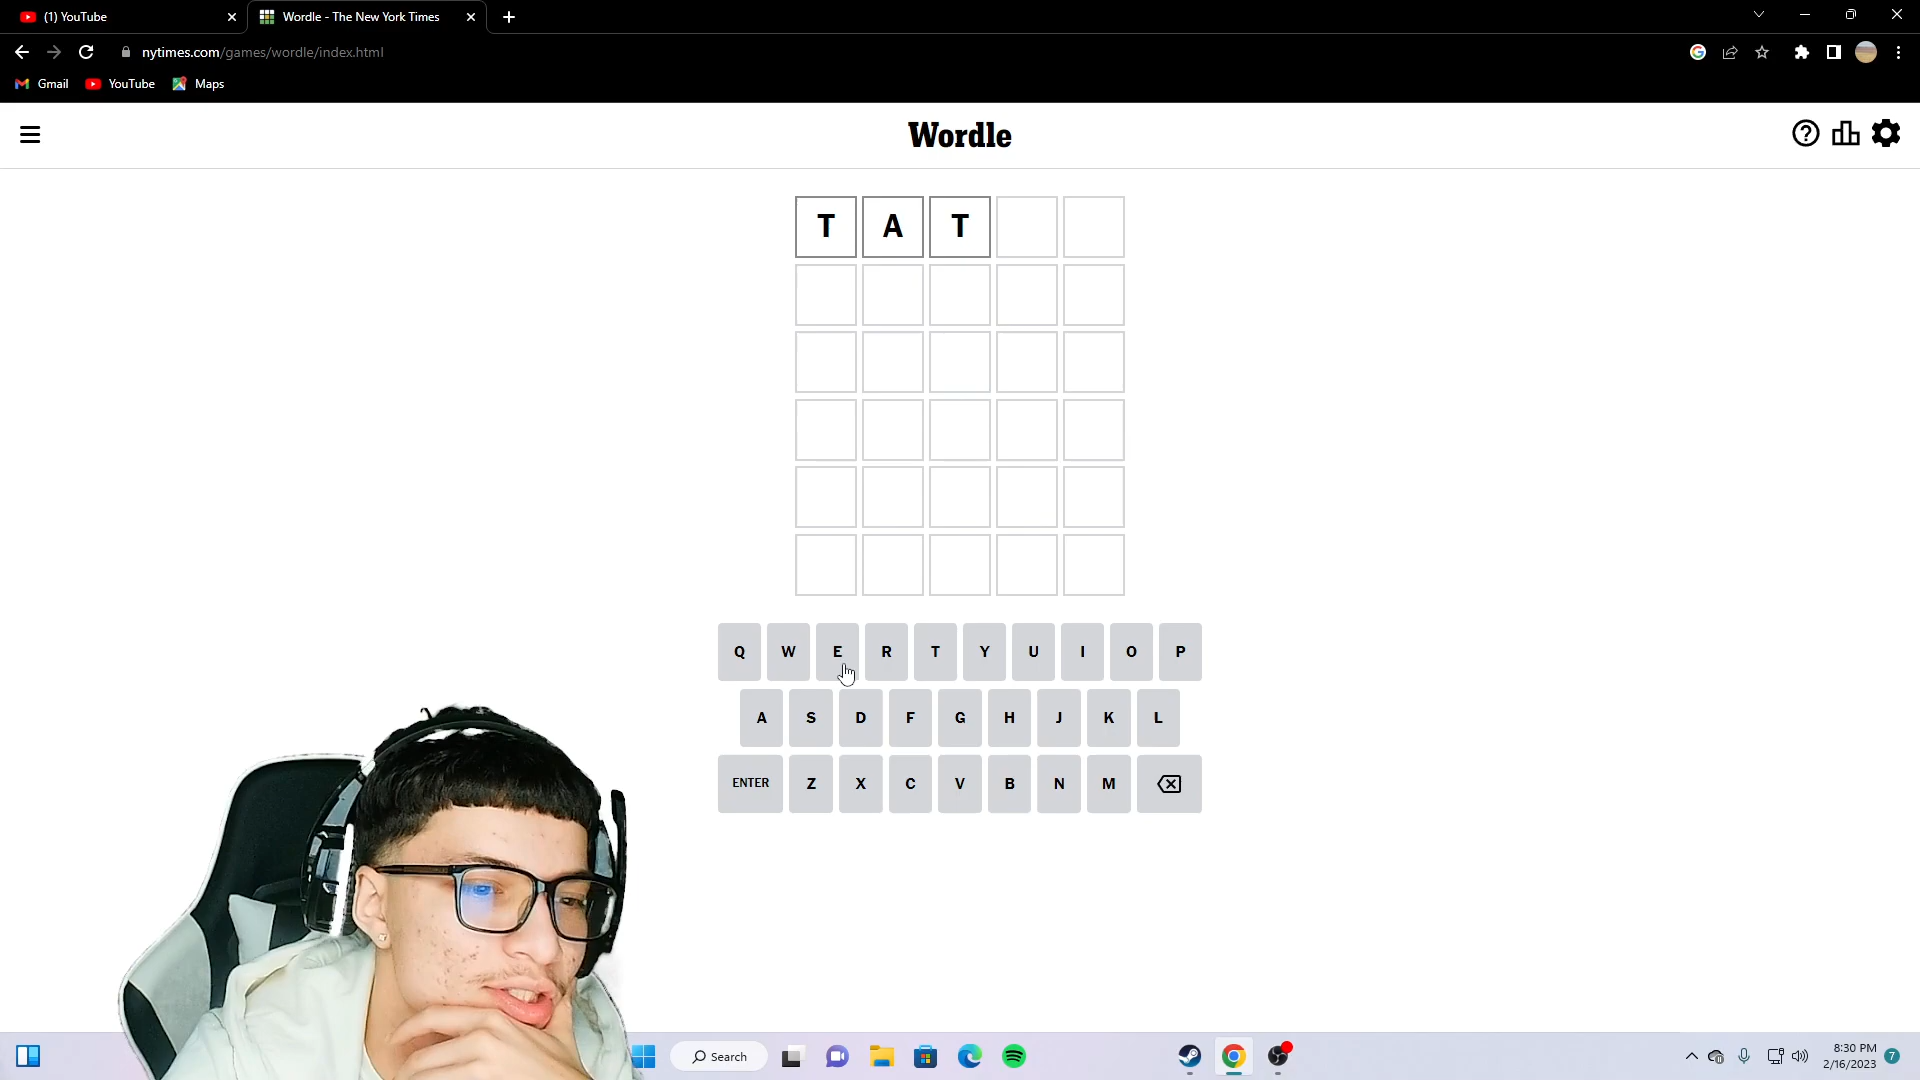 (1) YouTube
Wordle - The New York Times
nytimes.com/games/wordle/index.html
Gmail
YouTube
Maps
Wordle
T A T
Q W E R T Y U I O P
A S D F G H J K L
ENTER Z X C V B N M
Search
8:30 PM
2/16/2023
7